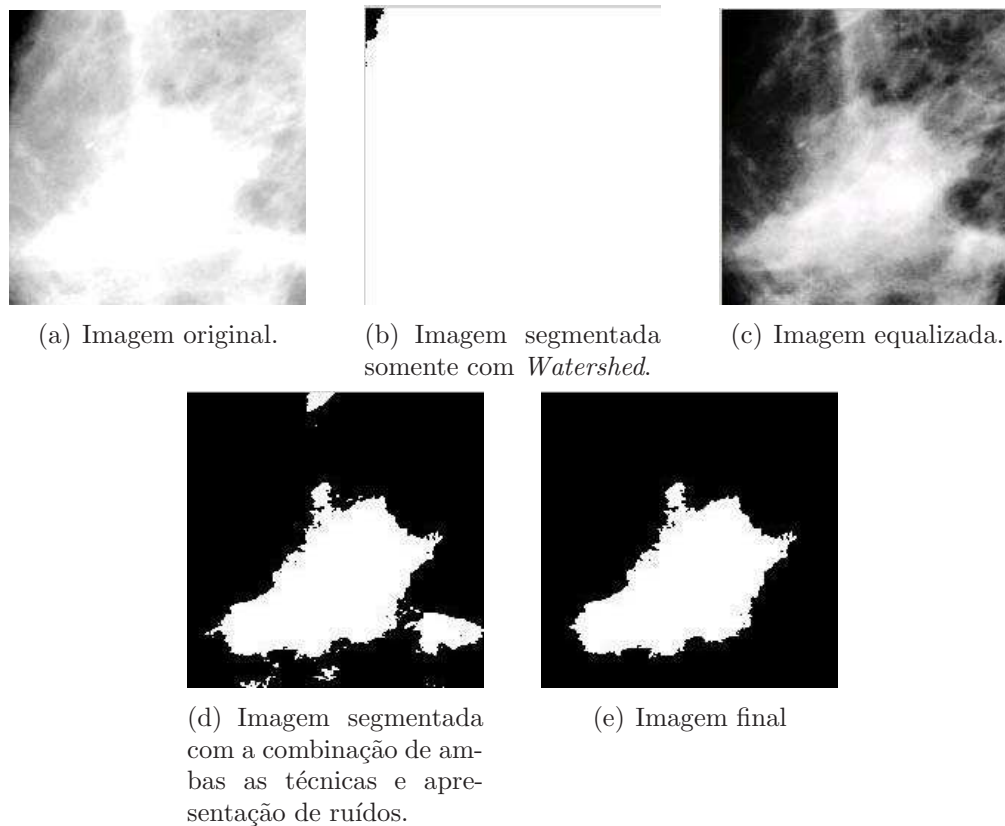 (a) Imagem original.
(b) Imagem segmentada
somente com Watershed.
(c) Imagem equalizada.
(d) Imagem segmentada
com a combinação de am-
bas as técnicas e apre-
sentação de ruídos.
(e) Imagem final